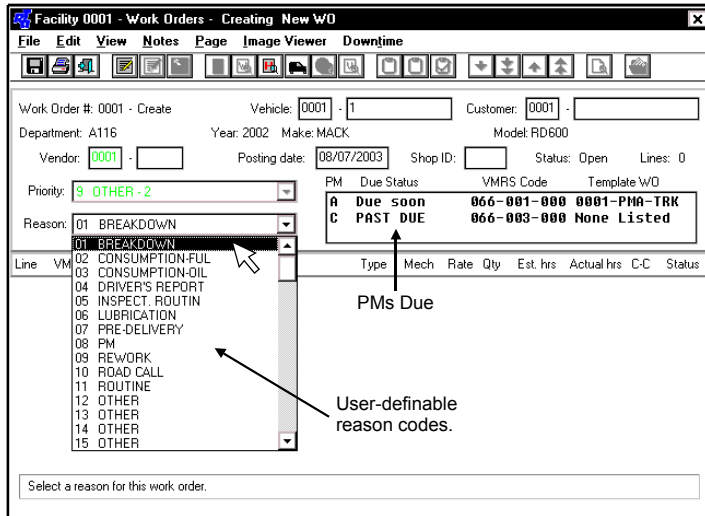 Facility 0001 - Work Orders - Creating New WO
File Edit View Notes Page Image Viewer Downtime
Work Order #: 0001 - Create Vehicle: 0001 - 1 Customer: 0001 -
Department: A116 Year: 2002 Make: MACK Model: RD600
Vendor: 0001 - Posting date: 08/07/2003 Shop ID: Status: Open Lines: 0
Priority: 9 OTHER - 2
PM Due Status VMRS Code Template WO
A Due soon 066-001-000 0001-PMA-TRK
C PAST DUE 066-003-000 None Listed
Reason: 01 BREAKDOWN
Line VM Type Mech Rate Qty Est. hrs Actual hrs C-C Status
01 BREAKDOWN
02 CONSUMPTION-FUL
03 CONSUMPTION-OIL
04 DRIVER'S REPORT
05 INSPECT. ROUTIN
06 LUBRICATION
07 PRE-DELIVERY
08 PM
09 REWORK
10 ROAD CALL
11 ROUTINE
12 OTHER
13 OTHER
14 OTHER
15 OTHER
PMs Due
User-definable
reason codes.
Select a reason for this work order.